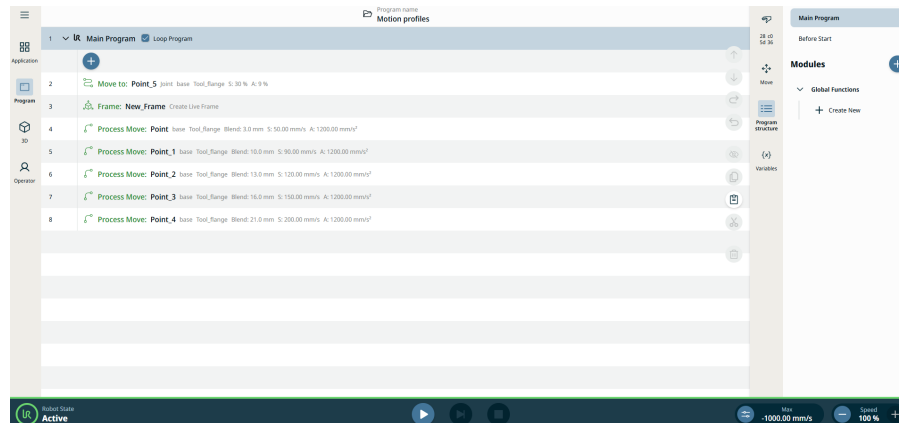 Program name
Motion profiles
Application
Program
3D
Operator
1 Main Program Loop Program
2 Move to: Point_5 Joint base Tool_flange S: 30 % A: 9 %
3 Frame: New_Frame Create Live Frame
4 Process Move: Point base Tool_flange Blend: 3.0 mm S: 50.00 mm/s A: 1200.00 mm/s²
5 Process Move: Point_1 base Tool_flange Blend: 10.0 mm S: 90.00 mm/s A: 1200.00 mm/s²
6 Process Move: Point_2 base Tool_flange Blend: 13.0 mm S: 120.00 mm/s A: 1200.00 mm/s²
7 Process Move: Point_3 base Tool_flange Blend: 16.0 mm S: 150.00 mm/s A: 1200.00 mm/s²
8 Process Move: Point_4 base Tool_flange Blend: 21.0 mm S: 200.00 mm/s A: 1200.00 mm/s²
28 c0
5d 36
Move
Program
structure
{x}
Variables
Main Program
Before Start
Modules
Global Functions
Create New
UR
Robot State
Active
Max
-1000.00 mm/s
Speed
100 %